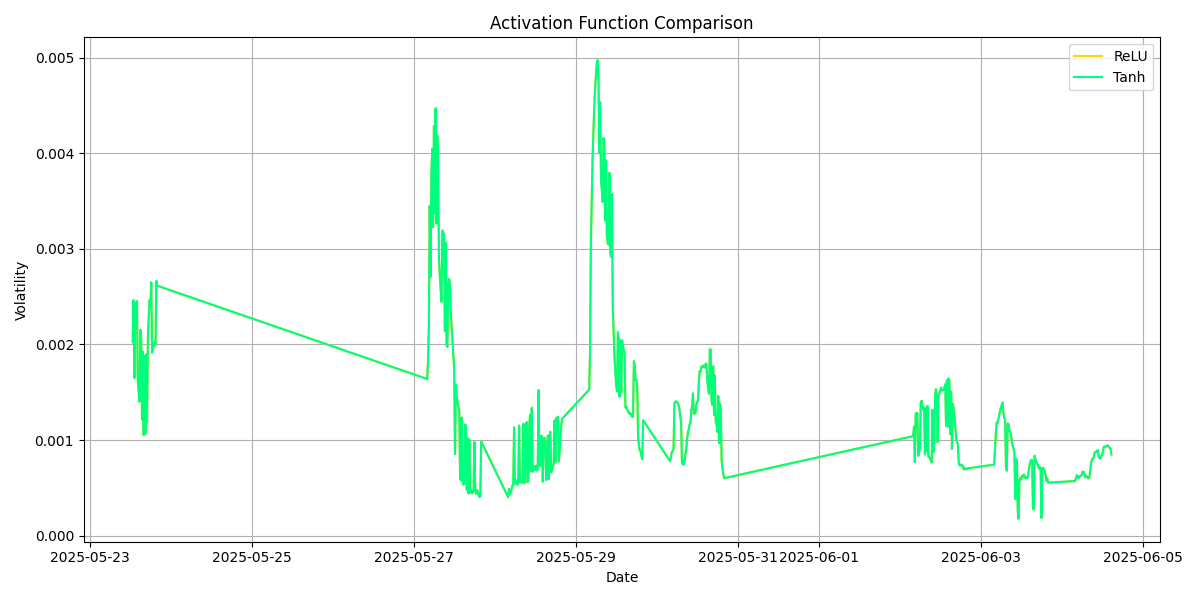 Activation Function Comparison
ReLU
Tanh
Volatility
0.005
0.004
0.003
0.002
0.001
0.000
2025-05-23
2025-05-25
2025-05-27
2025-05-29
2025-05-31
2025-06-01
2025-06-03
2025-06-05
Date